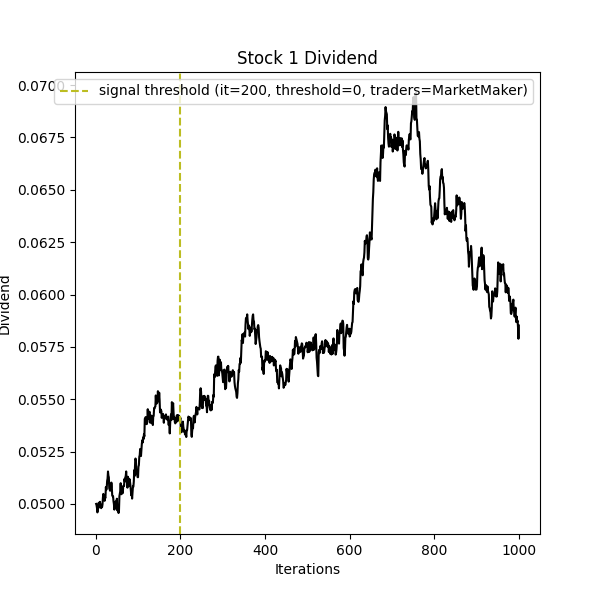 Stock 1 Dividend
signal threshold (it=200, threshold=0, traders=MarketMaker)
0.0700
0.0675
0.0650
0.0625
0.0600
0.0575
0.0550
0.0525
0.0500
Dividend
0 200 400 600 800 1000
Iterations